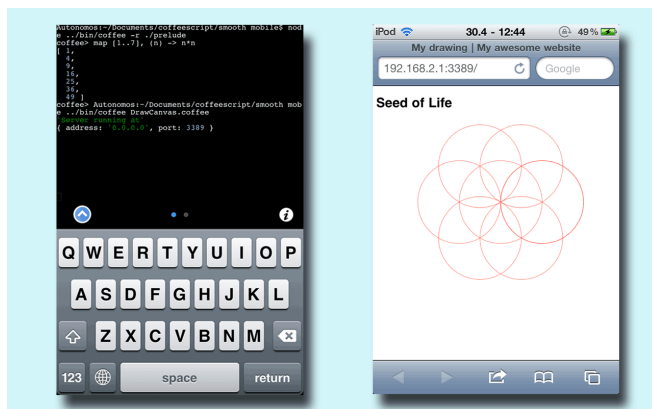 Autonomos:~/Documents/coffeescript/smooth mobile$ nod
e ../bin/coffee -r ./prelude
coffee> map [1..7], (n) -> n*n
[ 1,
4,
9,
16,
25,
36,
49 ]
coffee> Autonomos:~/Documents/coffeescript/smooth mob
e ../bin/coffee DrawCanvas.coffee
'Server running at'
{ address: '0.0.0.0', port: 3389 }
Q W E R T Y U I O P
A S D F G H J K L
Z X C V B N M
123 space return
iPod 30.4 - 12:44 49%
My drawing | My awesome website
192.168.2.1:3389/ Google
Seed of Life